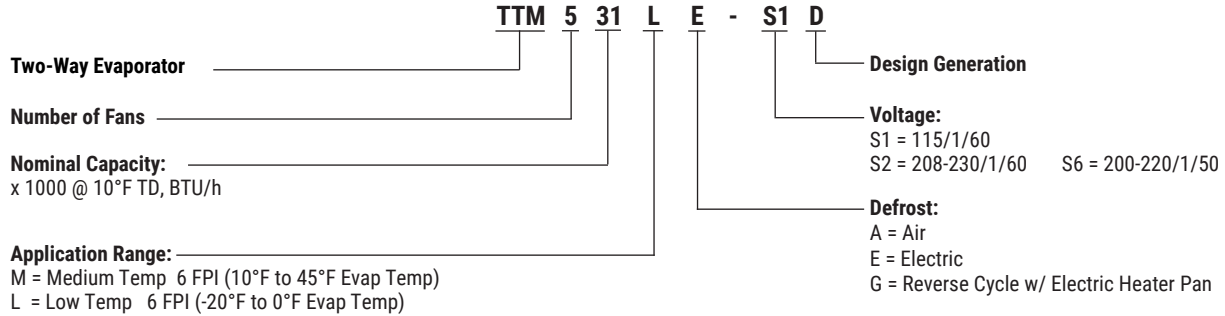 TTM 5 31 L E - S1 D
Two-Way Evaporator
Number of Fans
Nominal Capacity:
x 1000 @ 10°F TD, BTU/h
Application Range:
M = Medium Temp 6 FPI (10°F to 45°F Evap Temp)
L = Low Temp 6 FPI (-20°F to 0°F Evap Temp)
Design Generation
Voltage:
S1 = 115/1/60
S2 = 208-230/1/60 S6 = 200-220/1/50
Defrost:
A = Air
E = Electric
G = Reverse Cycle w/ Electric Heater Pan